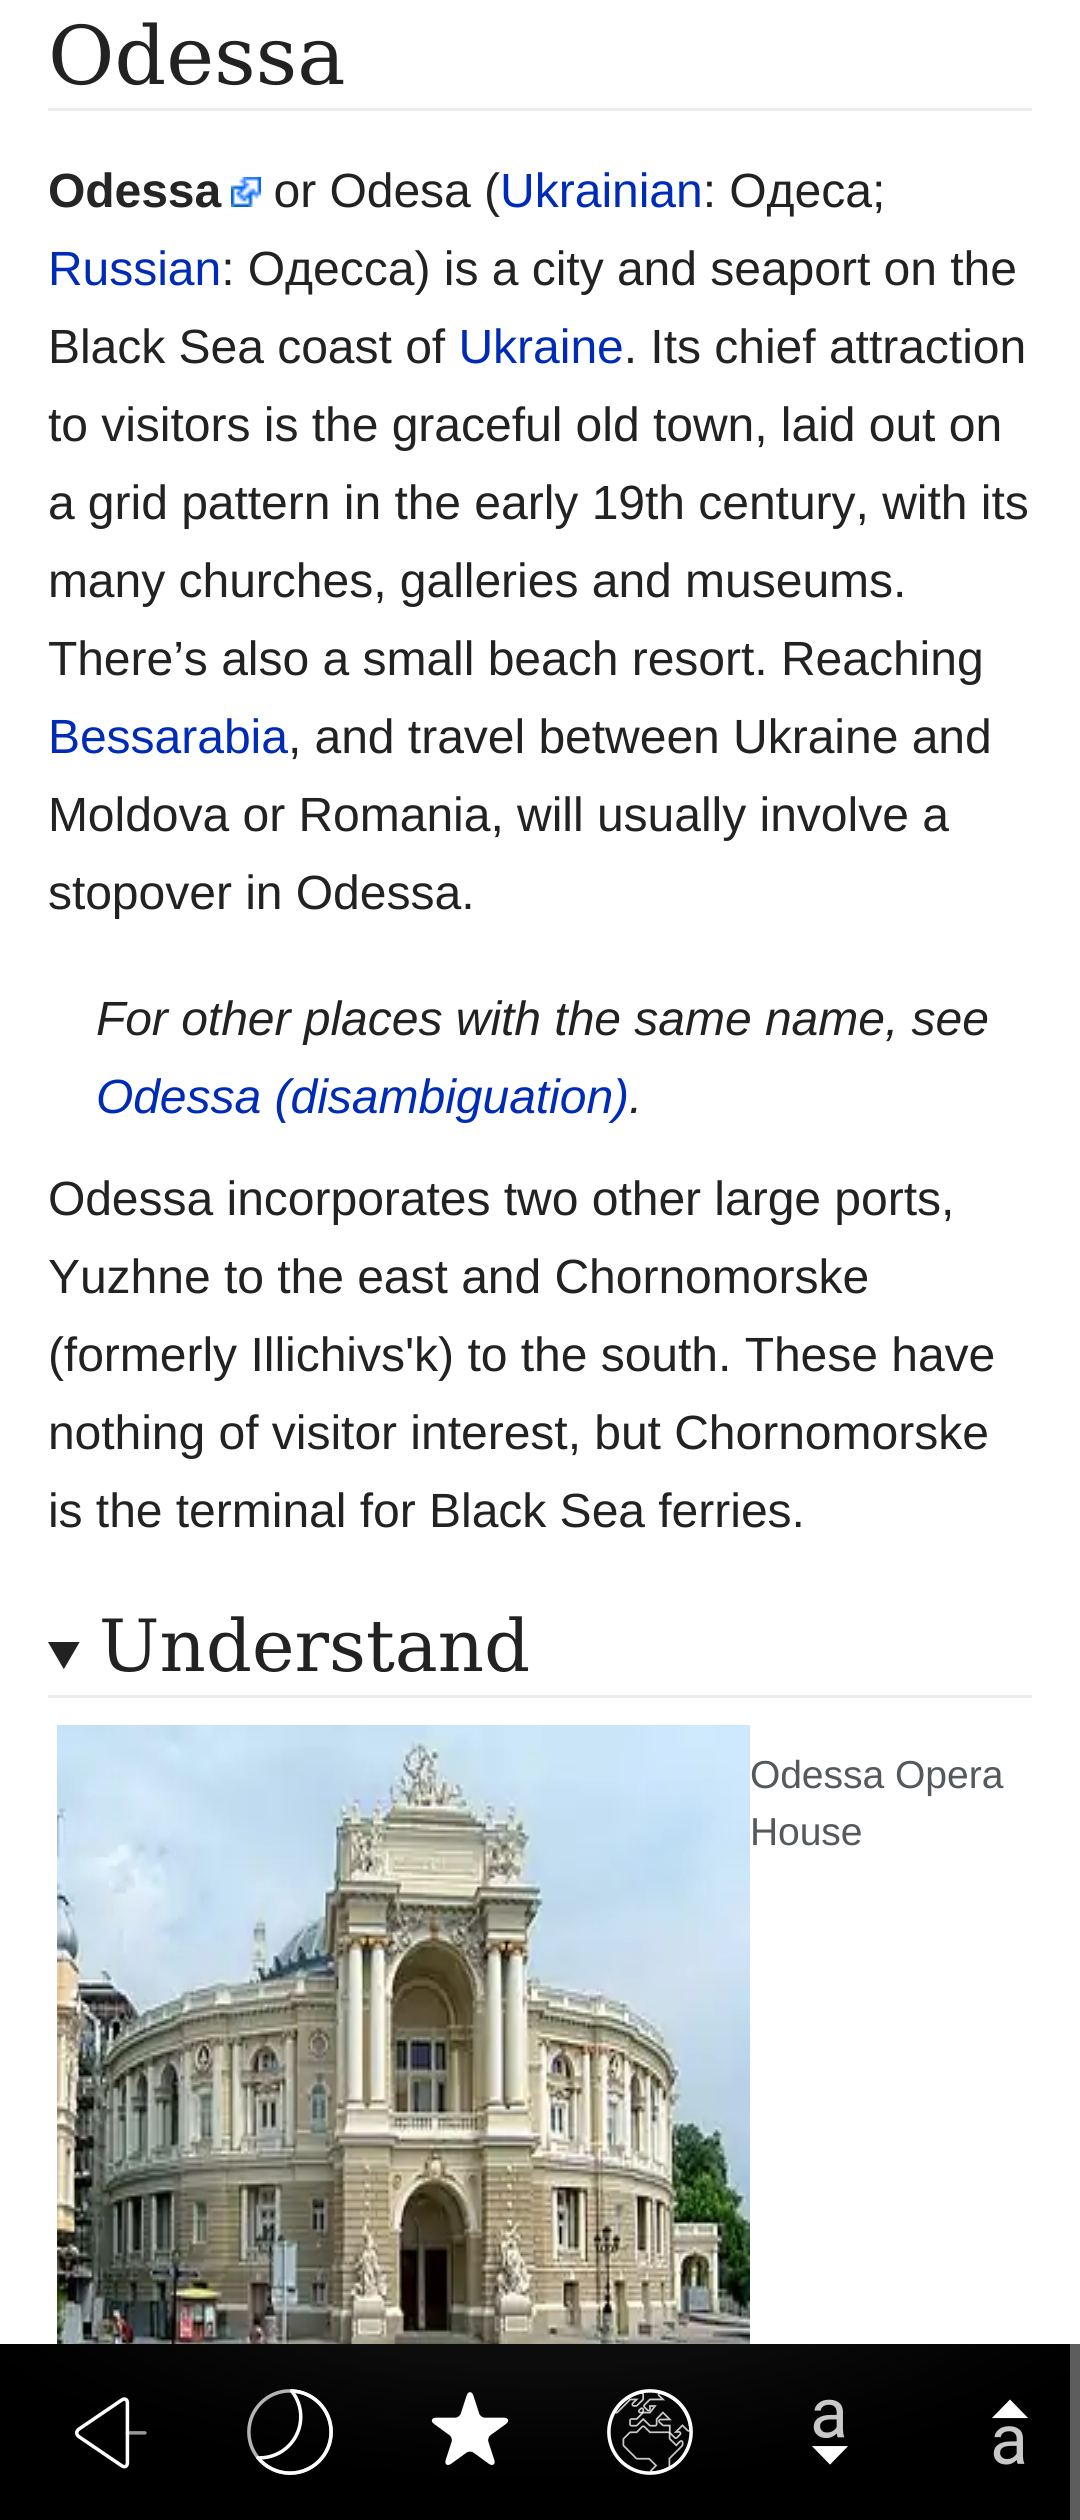 Odessa
Odessa or Odesa (Ukrainian: Одеса;
Russian: Одесса) is a city and seaport on the
Black Sea coast of Ukraine. Its chief attraction
to visitors is the graceful old town, laid out on
a grid pattern in the early 19th century, with its
many churches, galleries and museums.
There’s also a small beach resort. Reaching
Bessarabia, and travel between Ukraine and
Moldova or Romania, will usually involve a
stopover in Odessa.
For other places with the same name, see
Odessa (disambiguation).
Odessa incorporates two other large ports,
Yuzhne to the east and Chornomorske
(formerly Illichivs'k) to the south. These have
nothing of visitor interest, but Chornomorske
is the terminal for Black Sea ferries.
Understand
Odessa Opera
House
a
a